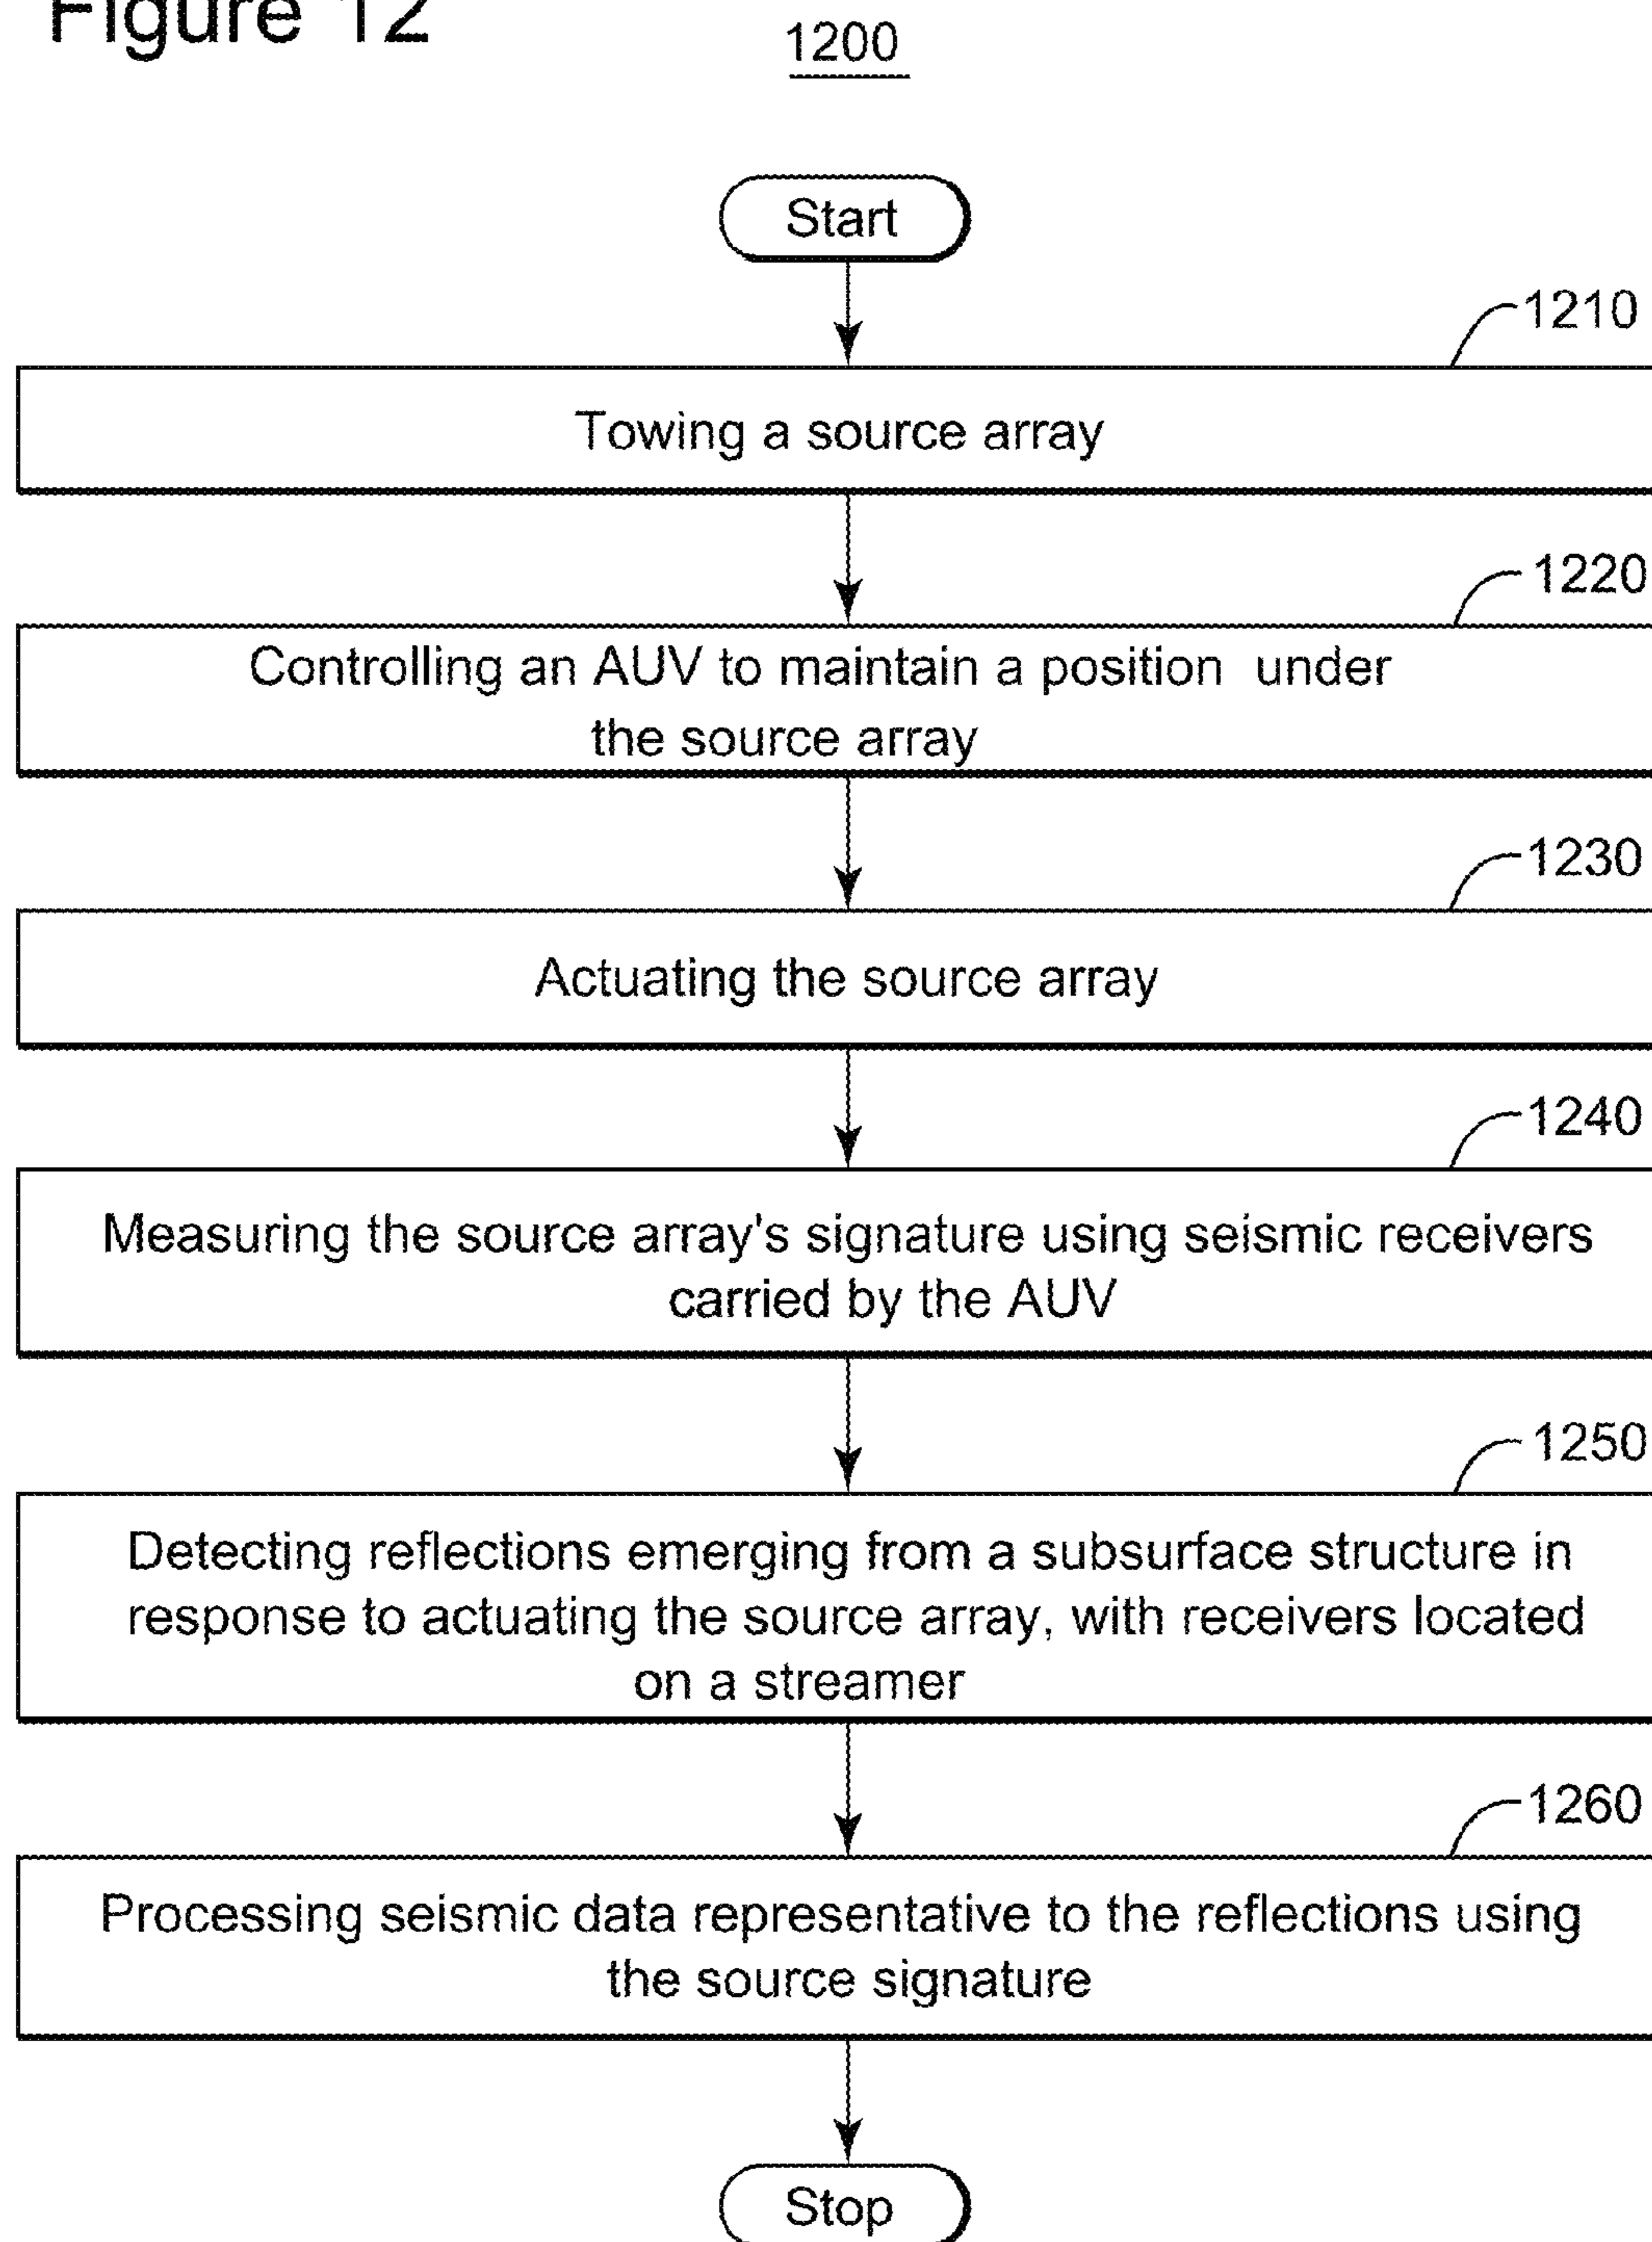 Figure 12
1200
Start
1210
Towing a source array
1220
Controlling an AUV to maintain a position under
the source array
1230
Actuating the source array
1240
Measuring the source array's signature using seismic receivers
carried by the AUV
1250
Detecting reflections emerging from a subsurface structure in
response to actuating the source array, with receivers located
on a streamer
1260
Processing seismic data representative to the reflections using
the source signature
Stop